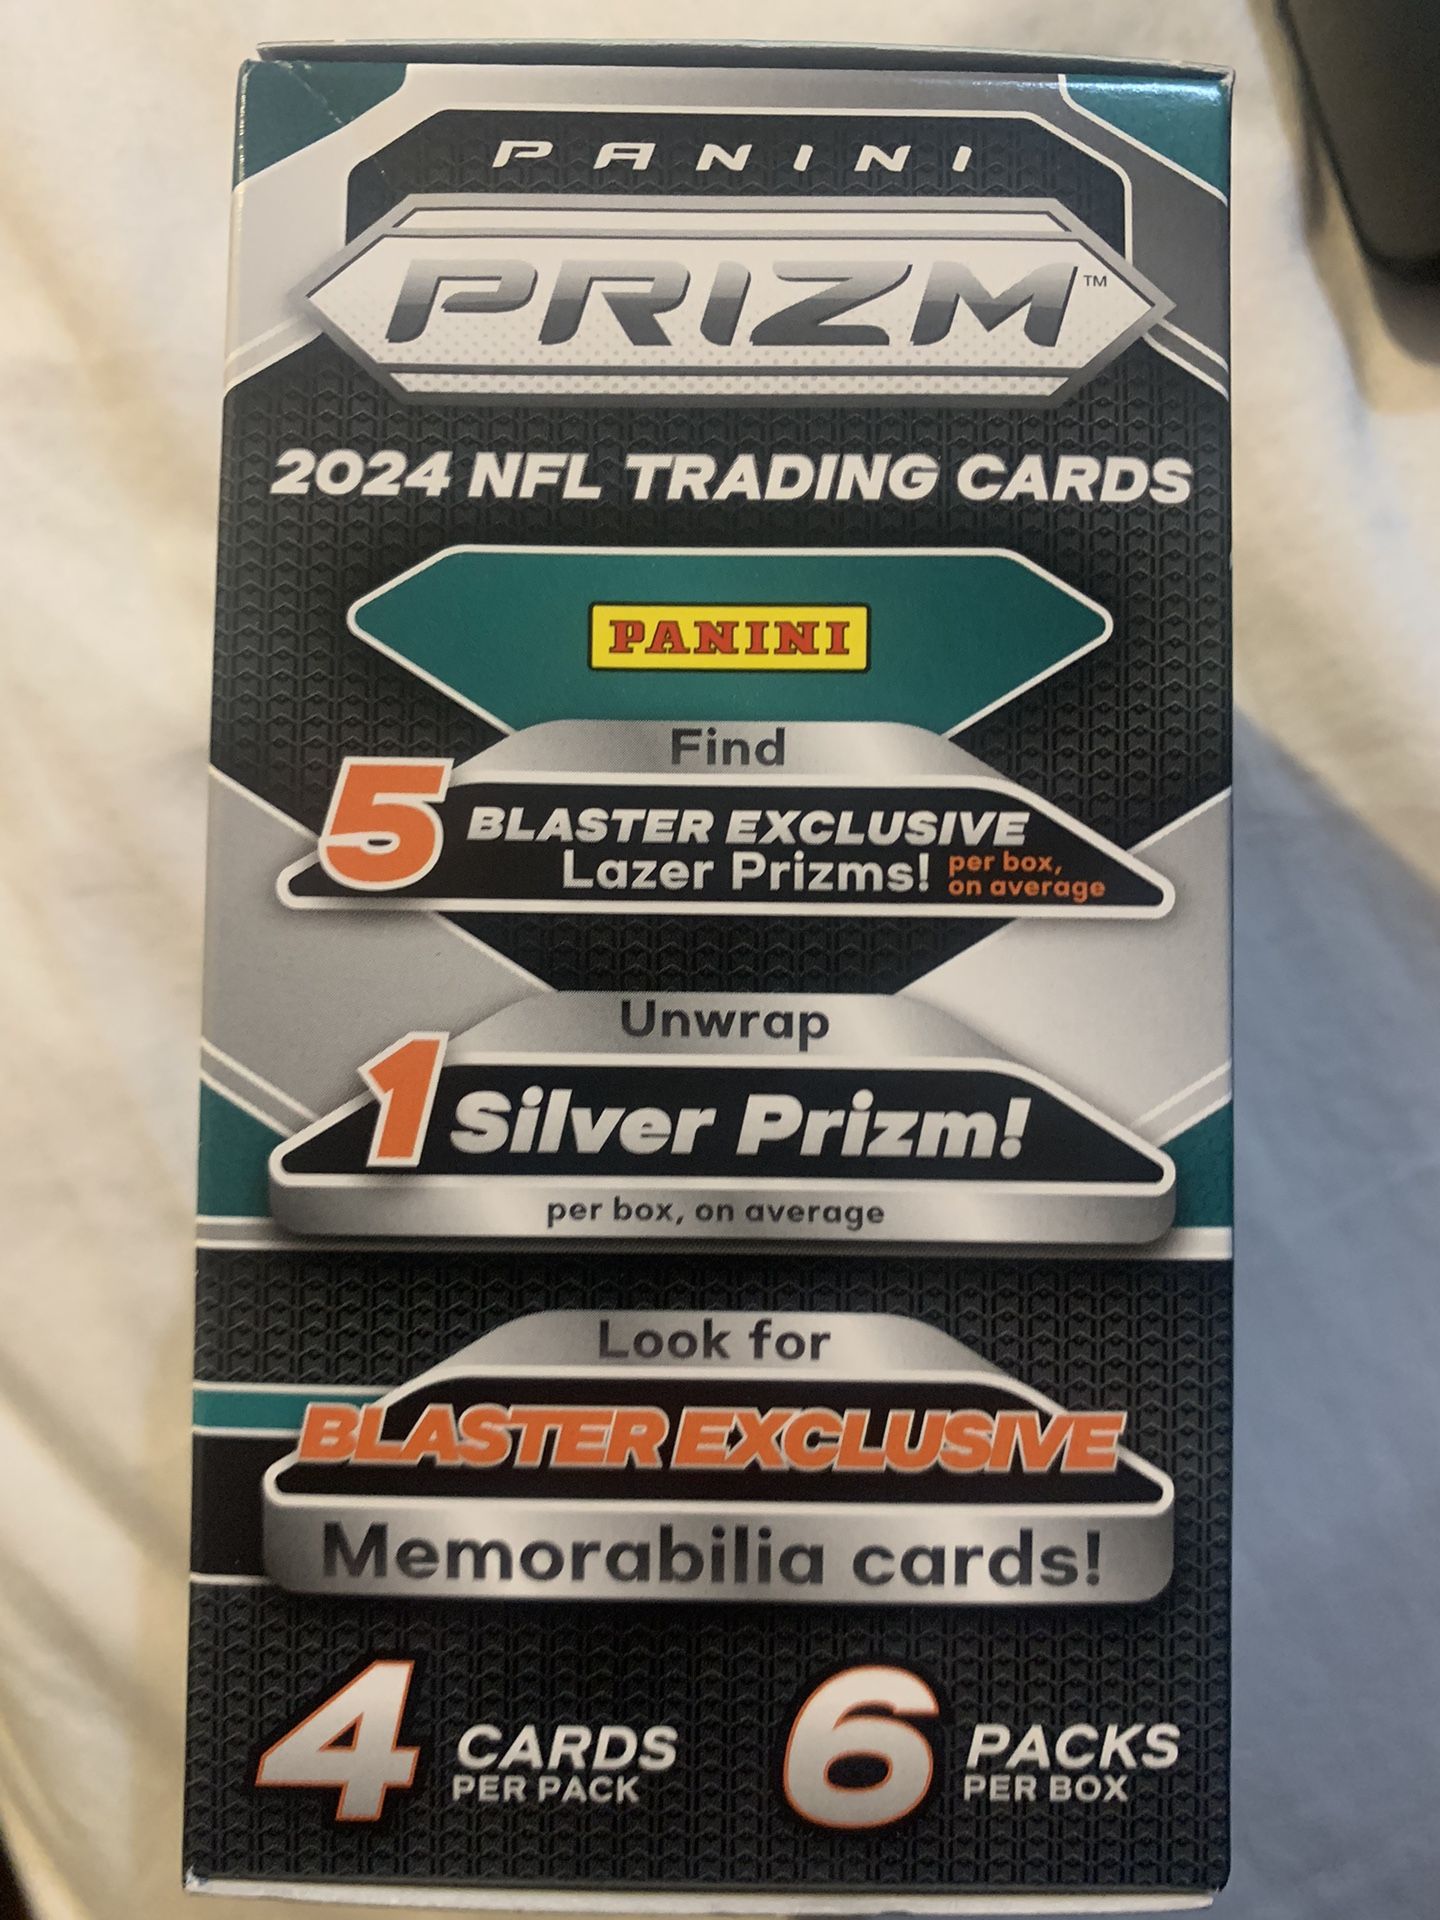 PANINI
PRIZM™
2024 NFL TRADING CARDS
PANINI
Find
5 BLASTER EXCLUSIVE
Lazer Prizms! per box,
on average
Unwrap
1 Silver Prizm!
per box, on average
Look for
BLASTER EXCLUSIVE
Memorabilia cards!
4 CARDS
PER PACK
6 PACKS
PER BOX